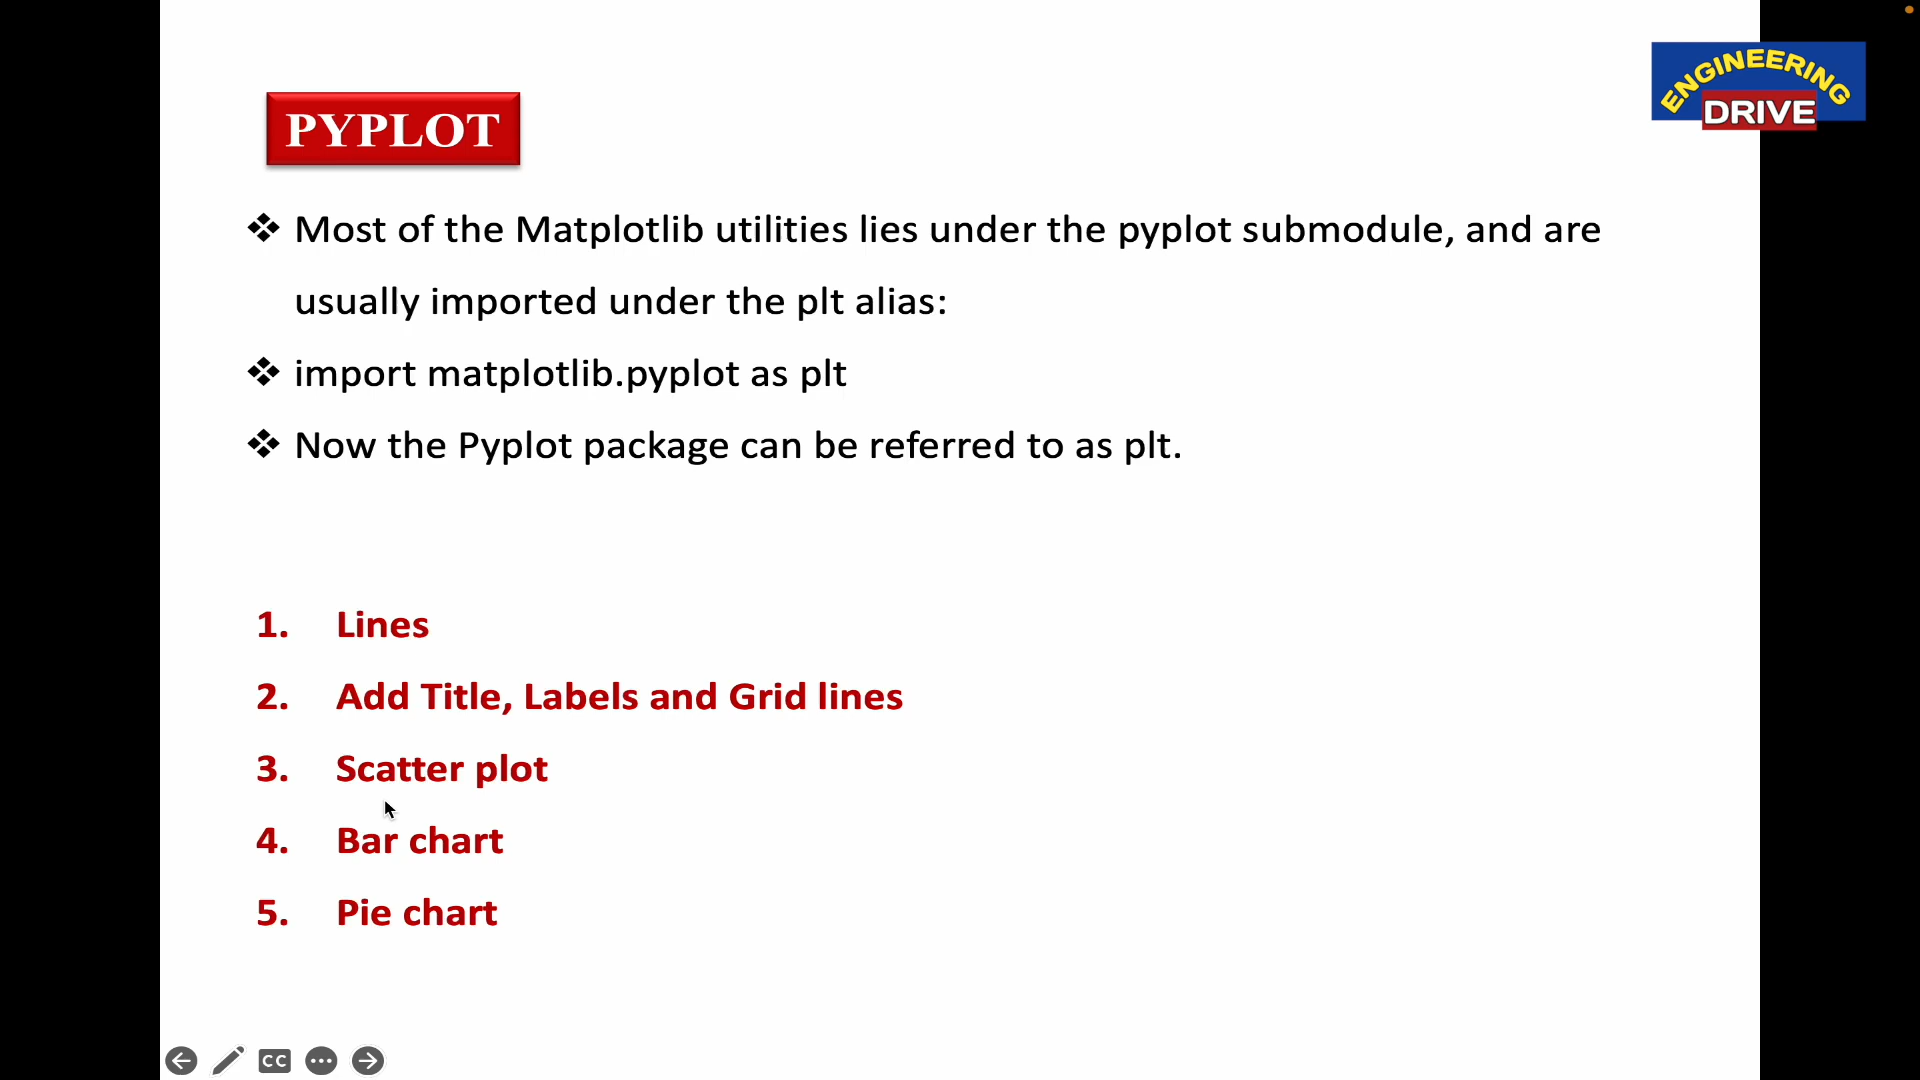 ENGINEERING
DRIVE
PYPLOT
❖ Most of the Matplotlib utilities lies under the pyplot submodule, and are
usually imported under the plt alias:
❖ import matplotlib.pyplot as plt
❖ Now the Pyplot package can be referred to as plt.
1. Lines
2. Add Title, Labels and Grid lines
3. Scatter plot
4. Bar chart
5. Pie chart
CC